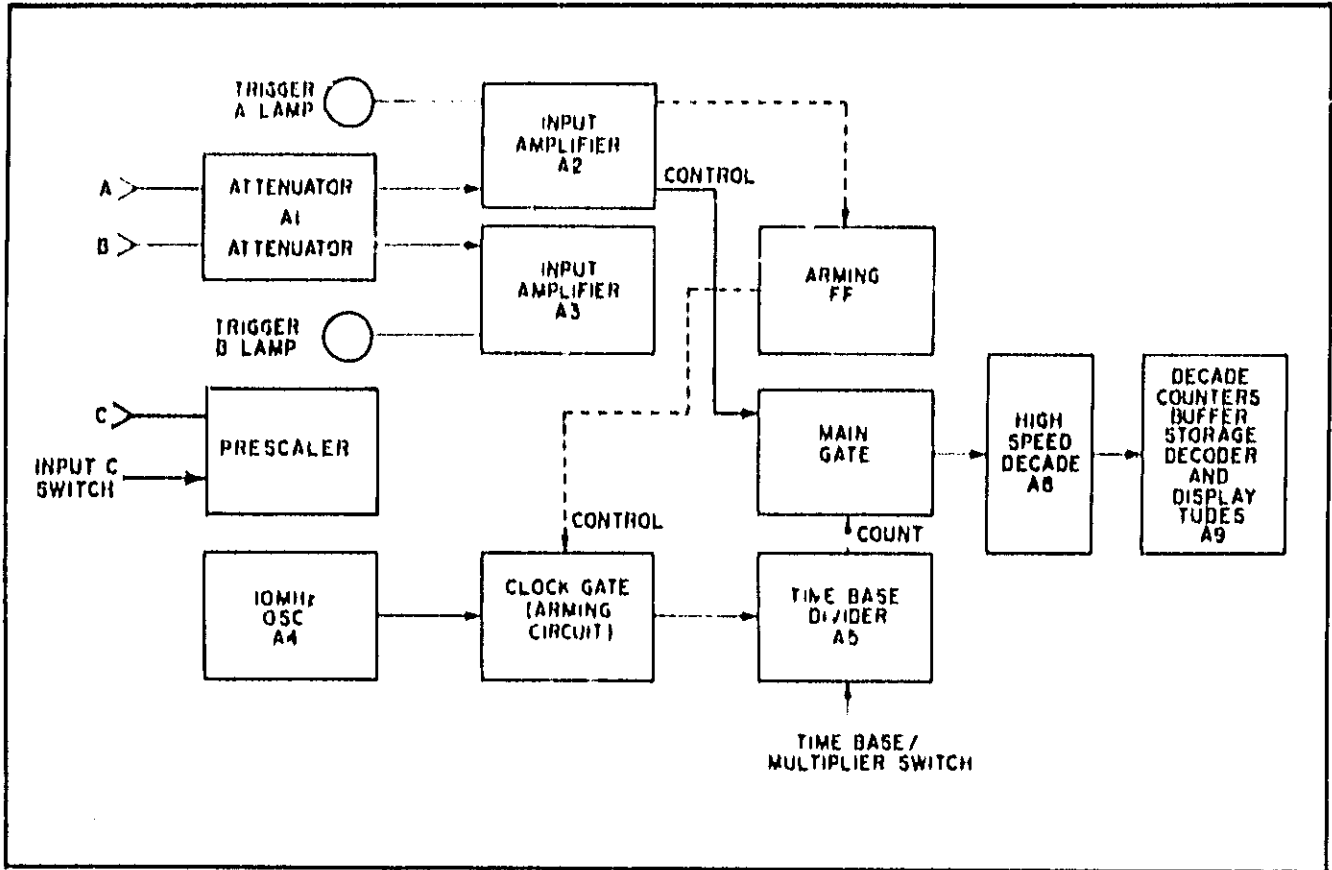 TRIGGER
A LAMP
INPUT
AMPLIFIER
A2
CONTROL
A
ATTENUATOR
A1
B
ATTENUATOR
INPUT
AMPLIFIER
A3
ARMING
FF
TRIGGER
B LAMP
C
PRESCALER
INPUT C
SWITCH
MAIN
GATE
HIGH
SPEED
DECADE
A8
DECADE
COUNTERS
BUFFER
STORAGE
DECODER
AND
DISPLAY
TUBES
A9
CONTROL
COUNT
10MHz
OSC
A4
CLOCK GATE
(ARMING
CIRCUIT)
TIME BASE
DIVIDER
A5
TIME BASE/
MULTIPLIER SWITCH